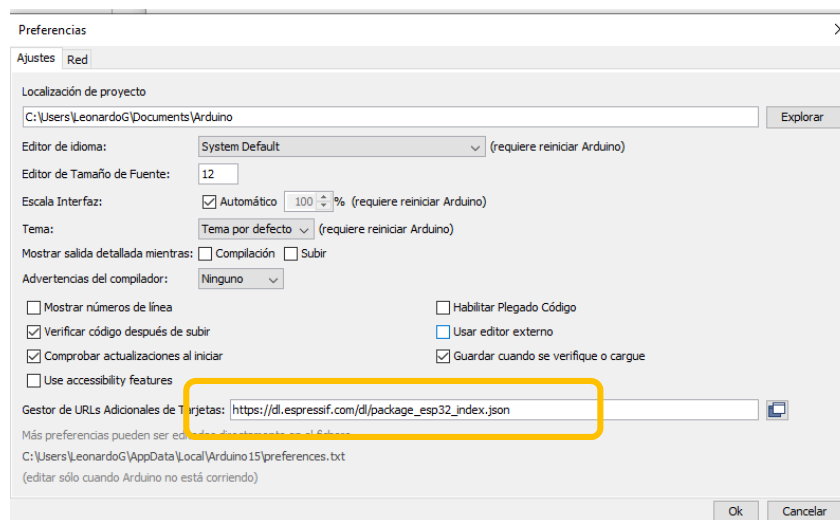 Preferencias
Ajustes Red
Localización de proyecto
C:\Users\LeonardoG\Documents\Arduino Explorar
Editor de idioma: System Default (requiere reiniciar Arduino)
Editor de Tamaño de Fuente: 12
Escala Interfaz: Automático 100 % (requiere reiniciar Arduino)
Tema: Tema por defecto (requiere reiniciar Arduino)
Mostrar salida detallada mientras: Compilación Subir
Advertencias del compilador: Ninguno
Mostrar números de línea Habilitar Plegado Código
Verificar código después de subir Usar editor externo
Comprobar actualizaciones al iniciar Guardar cuando se verifique o cargue
Use accessibility features
Gestor de URLs Adicionales de Tarjetas: https://dl.espressif.com/dl/package_esp32_index.json
Más preferencias pueden ser editadas directamente en el fichero
C:\Users\LeonardoG\AppData\Local\Arduino15\preferences.txt
(editar sólo cuando Arduino no está corriendo)
Ok Cancelar